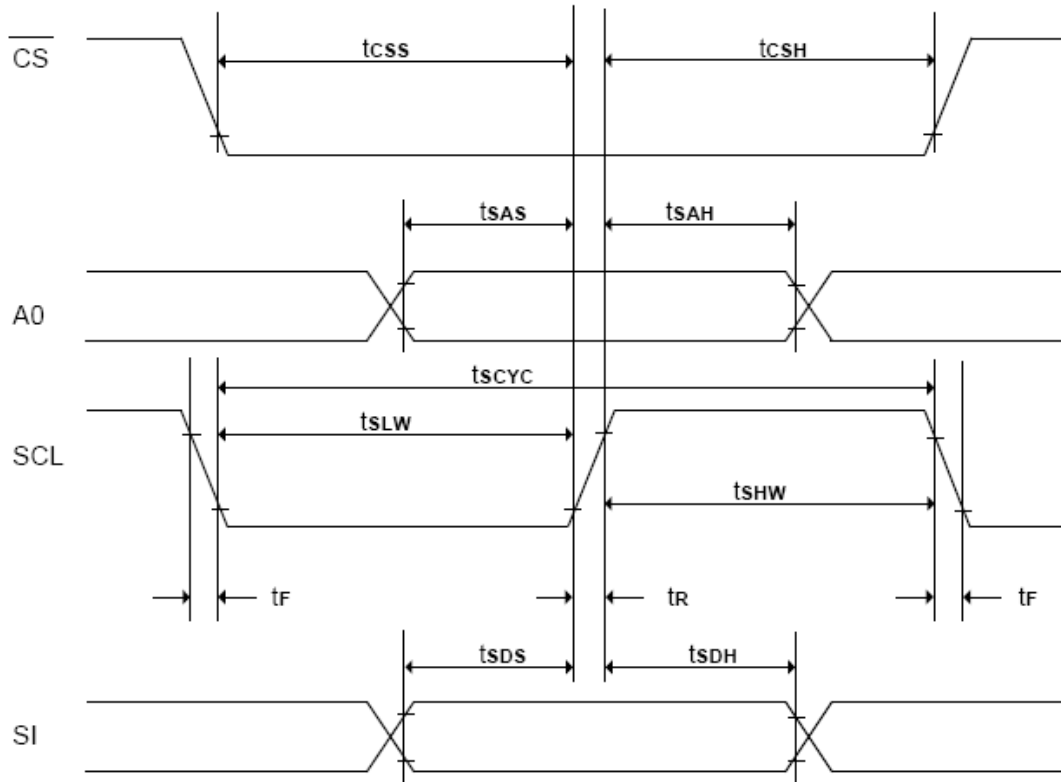 CS
tCSS
tCSH
tSAS
tSAH
A0
tSCYC
tSLW
SCL
tSHW
tF
tR
tF
tSDS
tSDH
SI